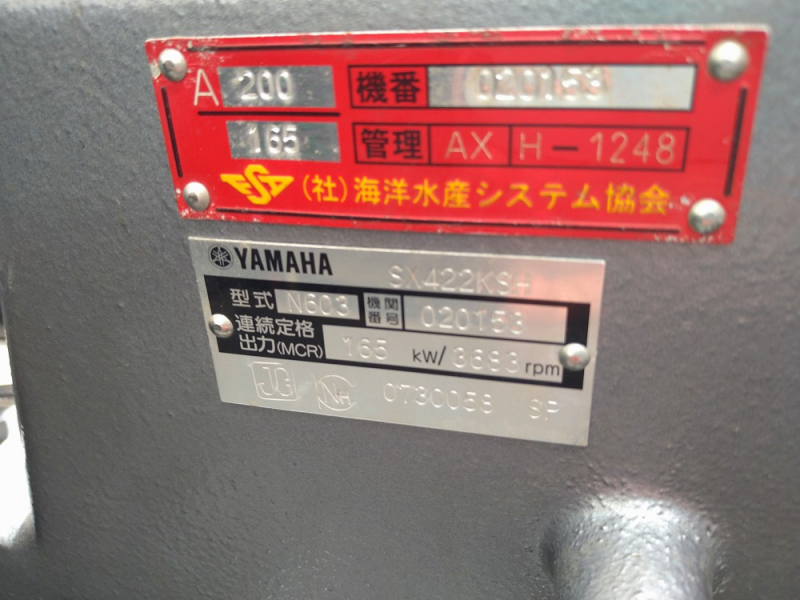 A 200 機番 020153
165 管理 AX H-1248
(社)海洋水産システム協会
YAMAHA SX422KSH
型式 N603 機関番号 020153
連続定格
出力(MCR) 165 kW/3683 rpm
0730058 SP